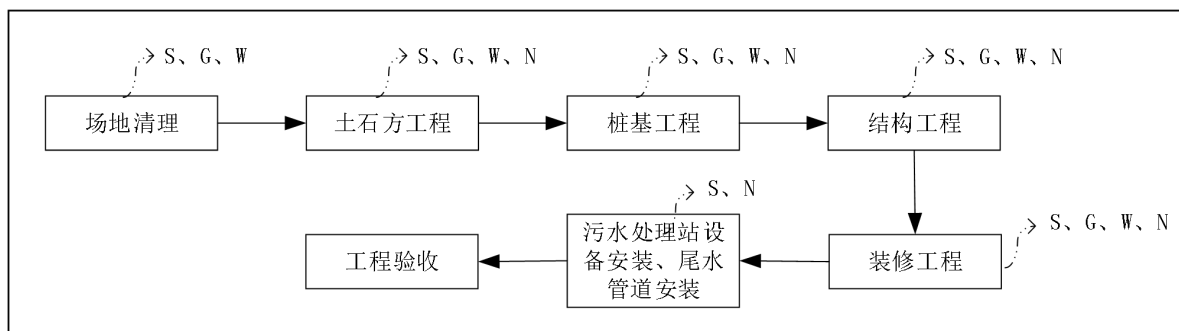 S、G、W
S、G、W、N
S、G、W、N
S、G、W、N
场地清理
土石方工程
桩基工程
结构工程
S、N
S、G、W、N
工程验收
污水处理站设
备安装、尾水
管道安装
装修工程